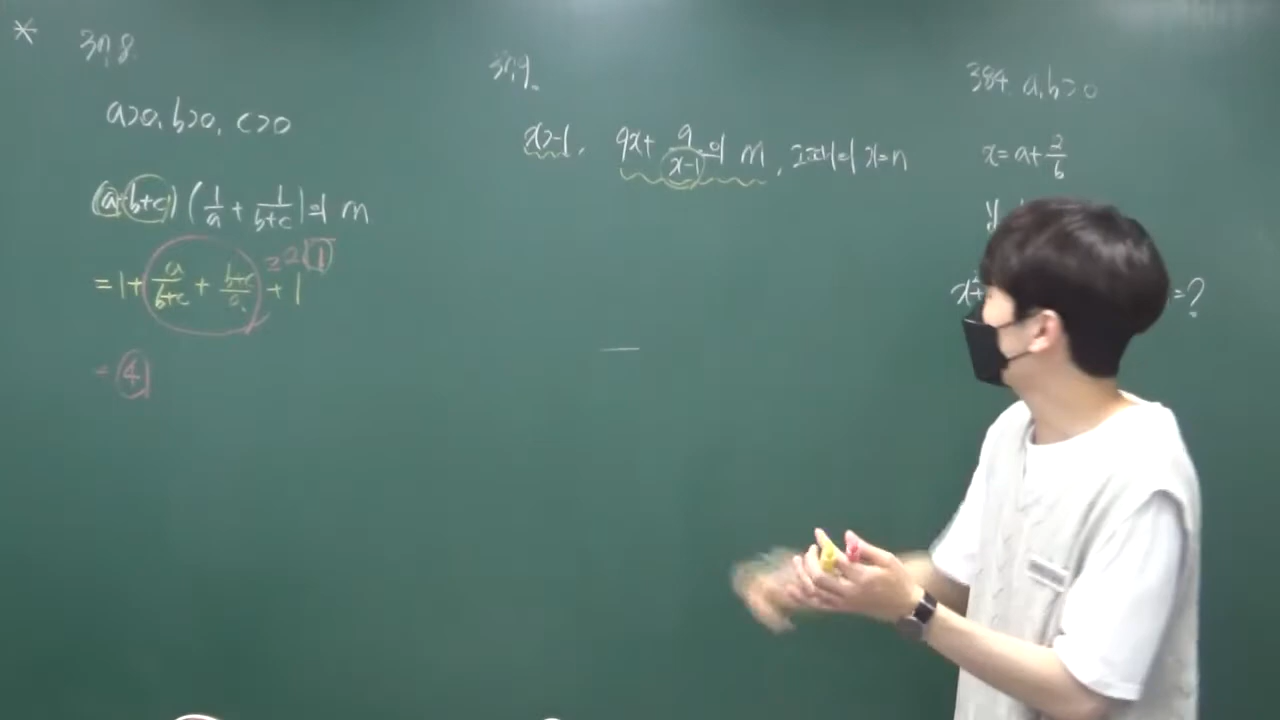 * 378.
a>0, b>0, c>0
(a+b+c)(1/a + 1/(b+c))의 m
= 1 + a/(b+c) + (b+c)/a + 1
≥ 2√1
= 4
379.
x>-1, 9x + 9/(x-1)의 m, 그때의 x=n
384. a, b>0
x = a + 2/b
y
=?